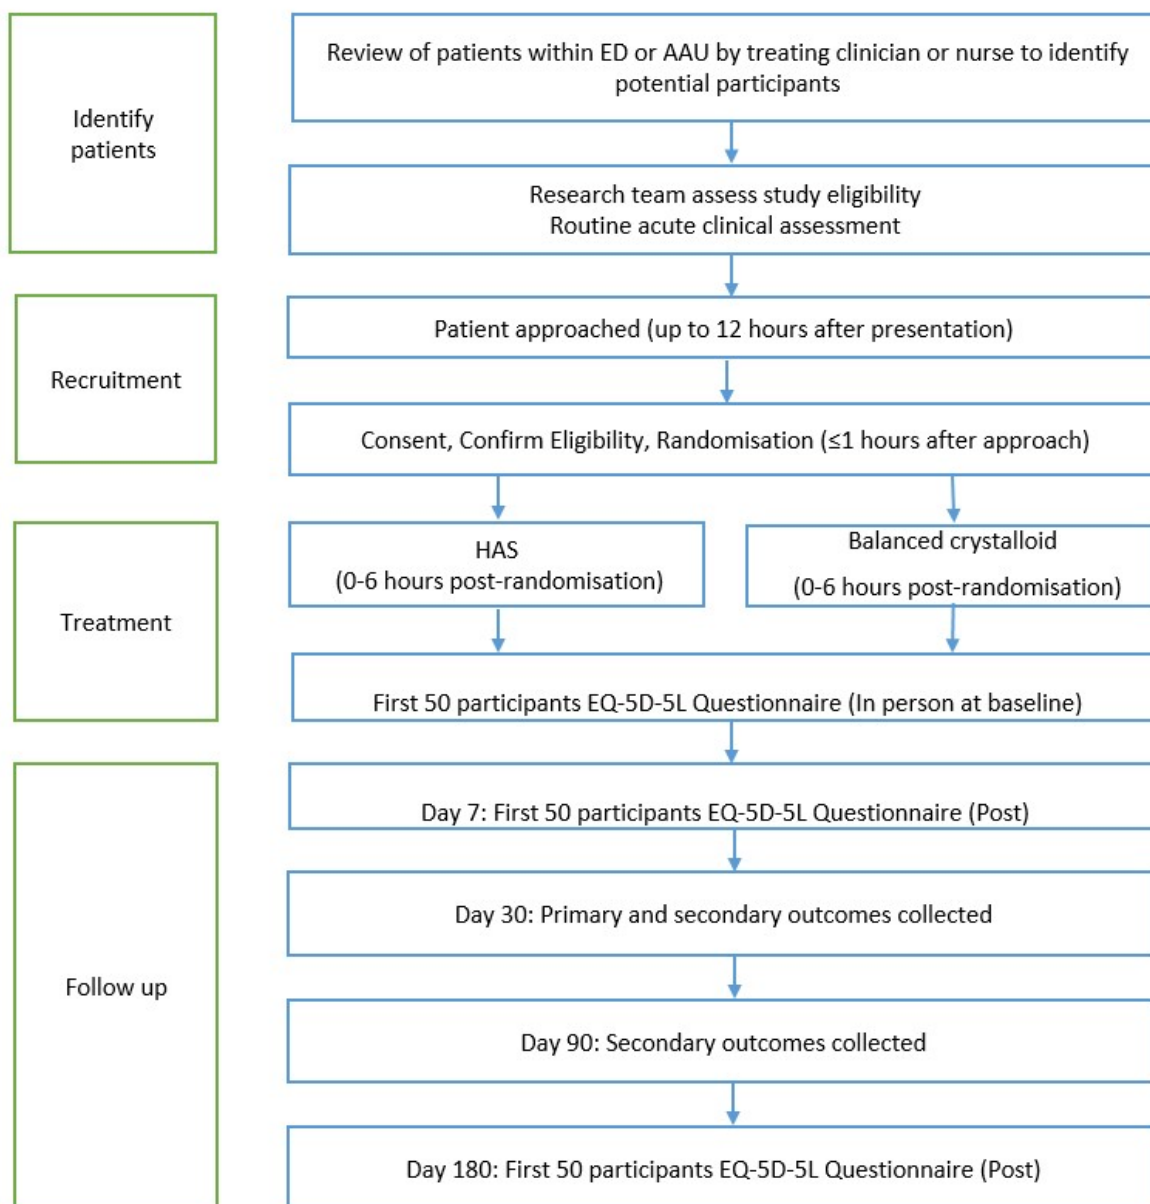 Identify
patients
Review of patients within ED or AAU by treating clinician or nurse to identify
potential participants
Research team assess study eligibility
Routine acute clinical assessment
Recruitment
Patient approached (up to 12 hours after presentation)
Consent, Confirm Eligibility, Randomisation (≤1 hours after approach)
Treatment
HAS
(0-6 hours post-randomisation)
Balanced crystalloid
(0-6 hours post-randomisation)
First 50 participants EQ-5D-5L Questionnaire (In person at baseline)
Follow up
Day 7: First 50 participants EQ-5D-5L Questionnaire (Post)
Day 30: Primary and secondary outcomes collected
Day 90: Secondary outcomes collected
Day 180: First 50 participants EQ-5D-5L Questionnaire (Post)